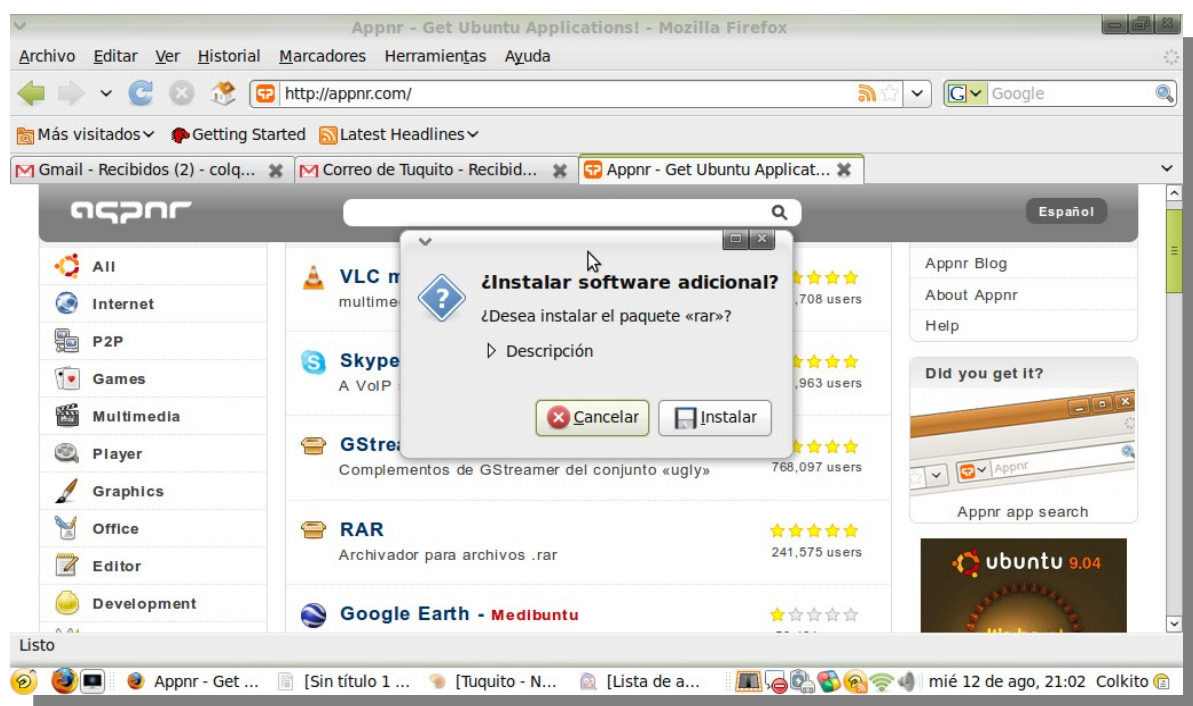 Appnr - Get Ubuntu Applications! - Mozilla Firefox
Archivo Editar Ver Historial Marcadores Herramientas Ayuda
http://appnr.com/
Google
Más visitados Getting Started Latest Headlines
Gmail - Recibidos (2) - colq... Correo de Tuquito - Recibid... Appnr - Get Ubuntu Applicat...
appnr
Español
All
Internet
P2P
Games
Multimedia
Player
Graphics
Office
Editor
Development
VLC m
multime
,708 users
Skype
A VoIP
,963 users
GStrea
Complementos de GStreamer del conjunto «ugly»
768,097 users
RAR
Archivador para archivos .rar
241,575 users
Google Earth - Medibuntu
¿Instalar software adicional?
¿Desea instalar el paquete «rar»?
Descripción
Cancelar Instalar
Appnr Blog
About Appnr
Help
Did you get it?
Appnr
Appnr app search
ubuntu 9.04
Listo
Appnr - Get ... [Sin título 1 ... [Tuquito - N... [Lista de a... mié 12 de ago, 21:02 Colkito